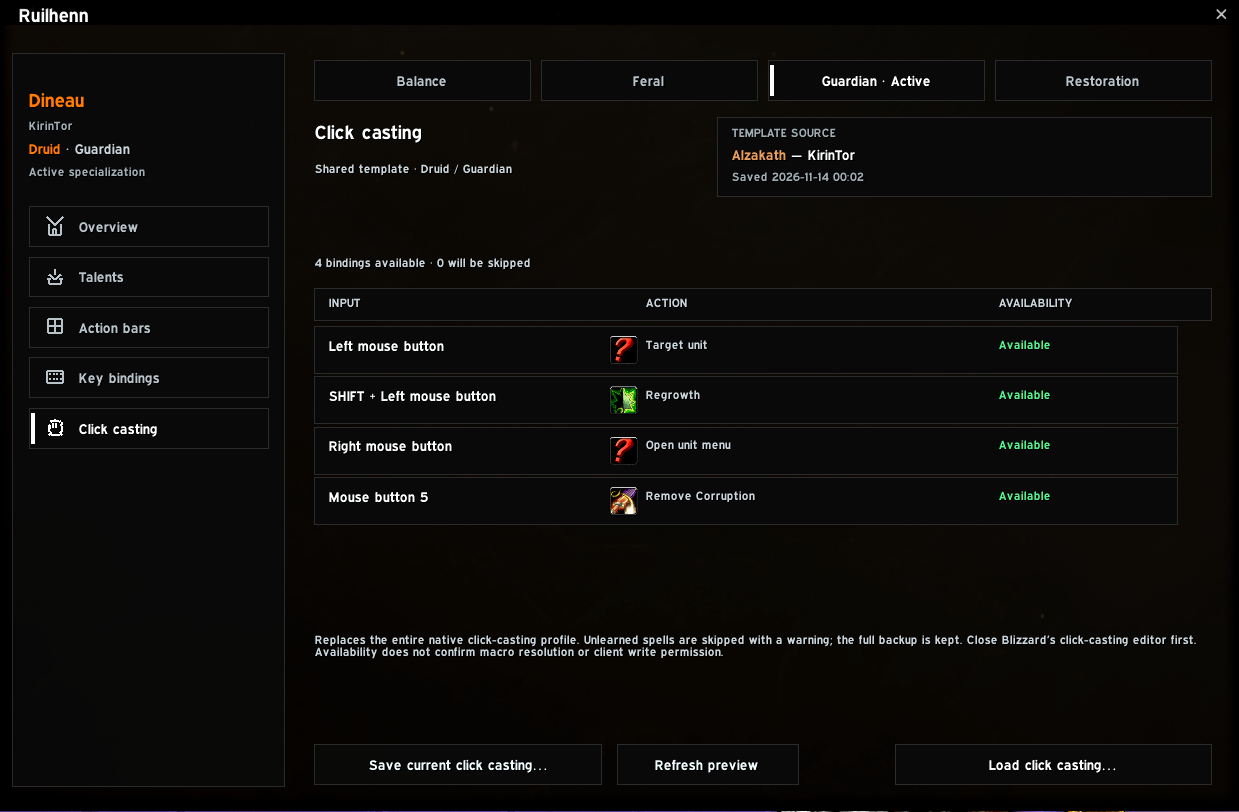 Ruilhenn
Dineau
KirinTor
Druid · Guardian
Active specialization
Overview
Talents
Action bars
Key bindings
Click casting
Balance
Feral
Guardian · Active
Restoration
Click casting
Shared template · Druid / Guardian
TEMPLATE SOURCE
Alzakath — KirinTor
Saved 2026-11-14 00:02
4 bindings available · 0 will be skipped
INPUT ACTION AVAILABILITY
Left mouse button Target unit Available
SHIFT + Left mouse button Regrowth Available
Right mouse button Open unit menu Available
Mouse button 5 Remove Corruption Available
Replaces the entire native click-casting profile. Unlearned spells are skipped with a warning; the full backup is kept. Close Blizzard's click-casting editor first.
Availability does not confirm macro resolution or client write permission.
Save current click casting...
Refresh preview
Load click casting...